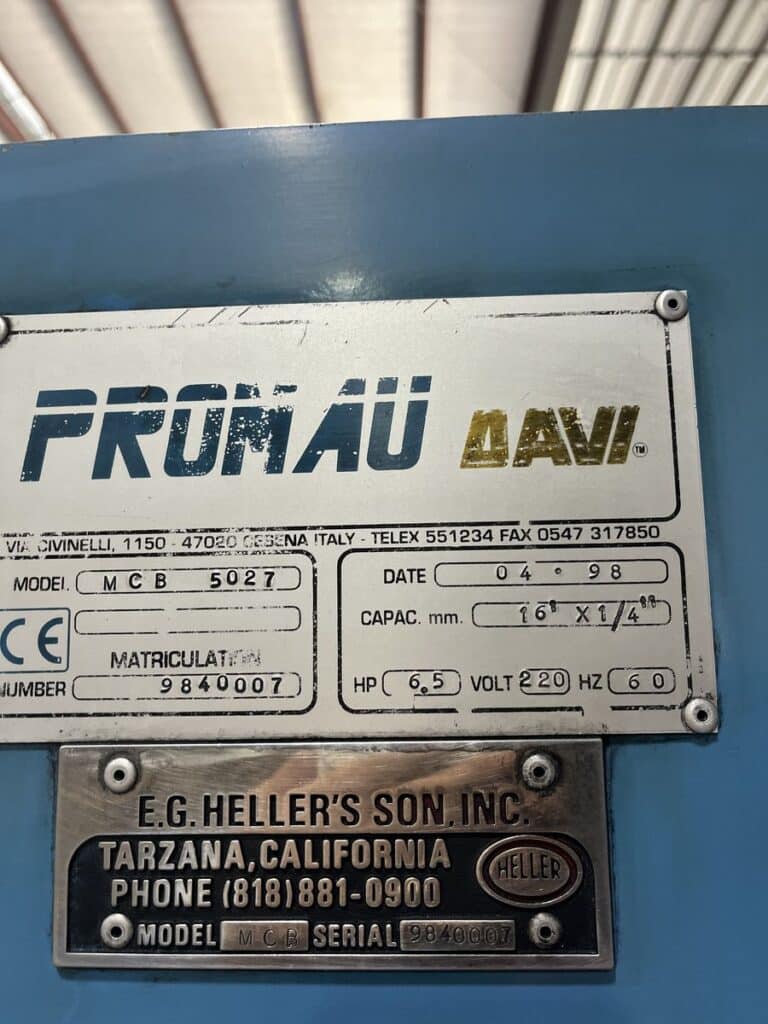 PROMAÜ DAVI ™
VIA CIVINELLI, 1150 - 47020 CESENA ITALY - TELEX 551234 FAX 0547 317850
MODEL MCB 5027
DATE 04 • 98
CAPAC. mm. 16' X 1/4"
CE
MATRICULATION
NUMBER 9840007
HP 6.5 VOLT 220 HZ 60
E.G. HELLER'S SON, INC.
TARZANA, CALIFORNIA
PHONE (818) 881-0900
HELLER
MODEL MCB SERIAL 9840007